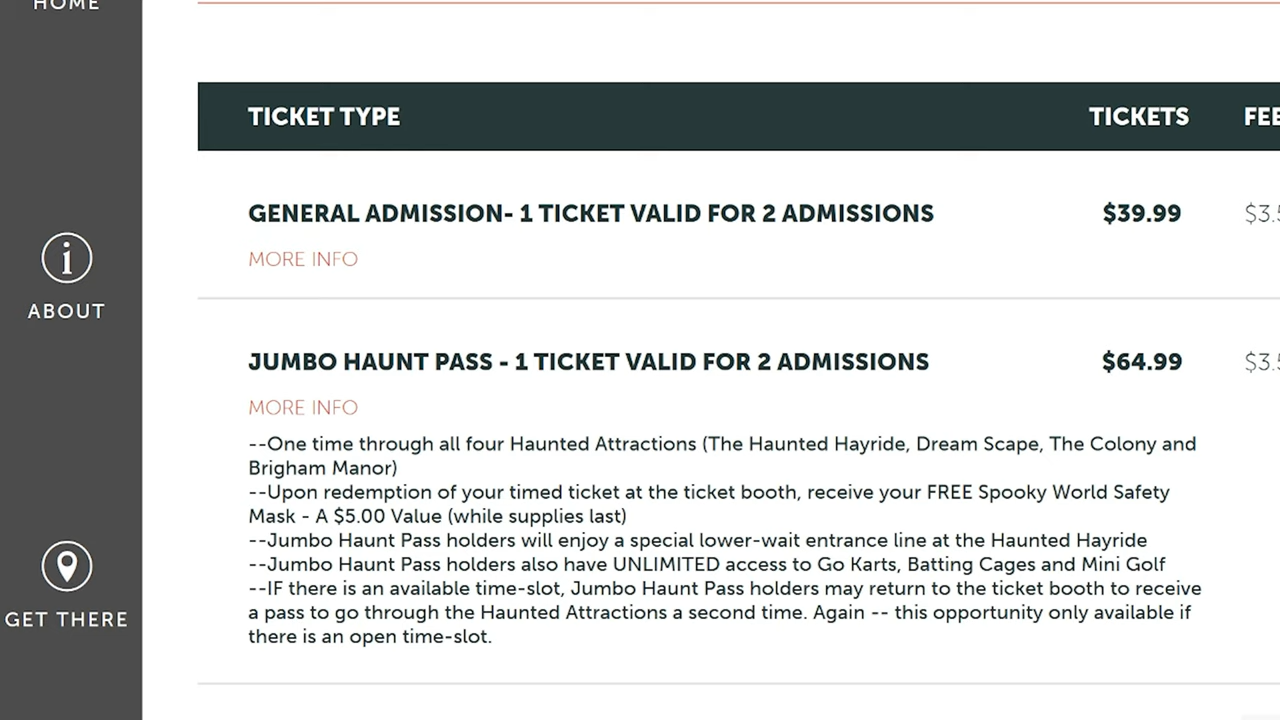 HOME
TICKET TYPE TICKETS FEE
GENERAL ADMISSION- 1 TICKET VALID FOR 2 ADMISSIONS $39.99 $3.5
MORE INFO
ABOUT
JUMBO HAUNT PASS - 1 TICKET VALID FOR 2 ADMISSIONS $64.99 $3.5
MORE INFO
--One time through all four Haunted Attractions (The Haunted Hayride, Dream Scape, The Colony and
Brigham Manor)
--Upon redemption of your timed ticket at the ticket booth, receive your FREE Spooky World Safety
Mask - A $5.00 Value (while supplies last)
--Jumbo Haunt Pass holders will enjoy a special lower-wait entrance line at the Haunted Hayride
--Jumbo Haunt Pass holders also have UNLIMITED access to Go Karts, Batting Cages and Mini Golf
--IF there is an available time-slot, Jumbo Haunt Pass holders may return to the ticket booth to receive
a pass to go through the Haunted Attractions a second time. Again -- this opportunity only available if
there is an open time-slot.
GET THERE